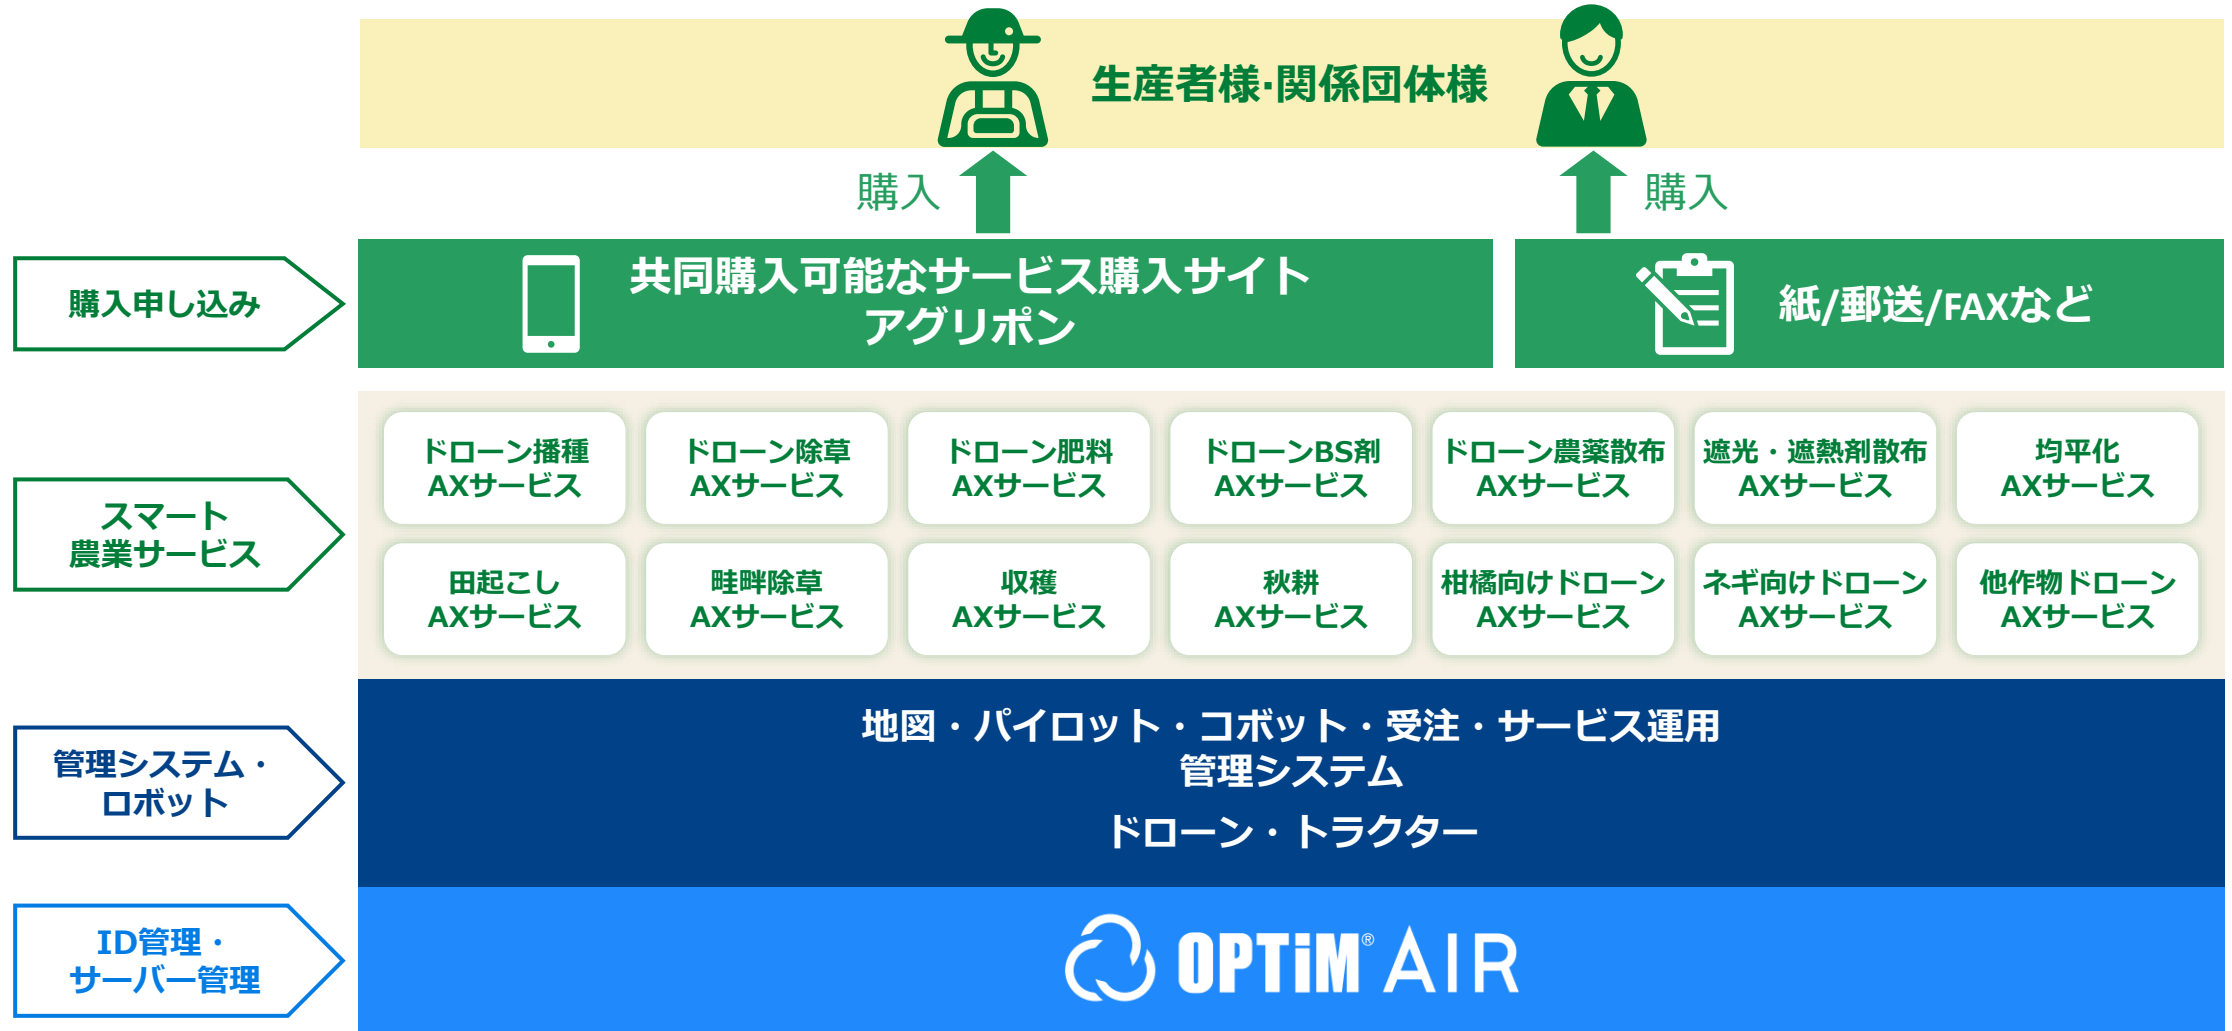 生産者様・関係団体様
購入
購入
購入申し込み
共同購入可能なサービス購入サイト
アグリポン
紙/郵送/FAXなど
スマート
農業サービス
ドローン播種
AXサービス
ドローン除草
AXサービス
ドローン肥料
AXサービス
ドローンBS剤
AXサービス
ドローン農薬散布
AXサービス
遮光・遮熱剤散布
AXサービス
均平化
AXサービス
田起こし
AXサービス
畦畔除草
AXサービス
収穫
AXサービス
秋耕
AXサービス
柑橘向けドローン
AXサービス
ネギ向けドローン
AXサービス
他作物ドローン
AXサービス
管理システム・
ロボット
地図・パイロット・コボット・受注・サービス運用
管理システム
ドローン・トラクター
ID管理・
サーバー管理
OPTiM® AIR